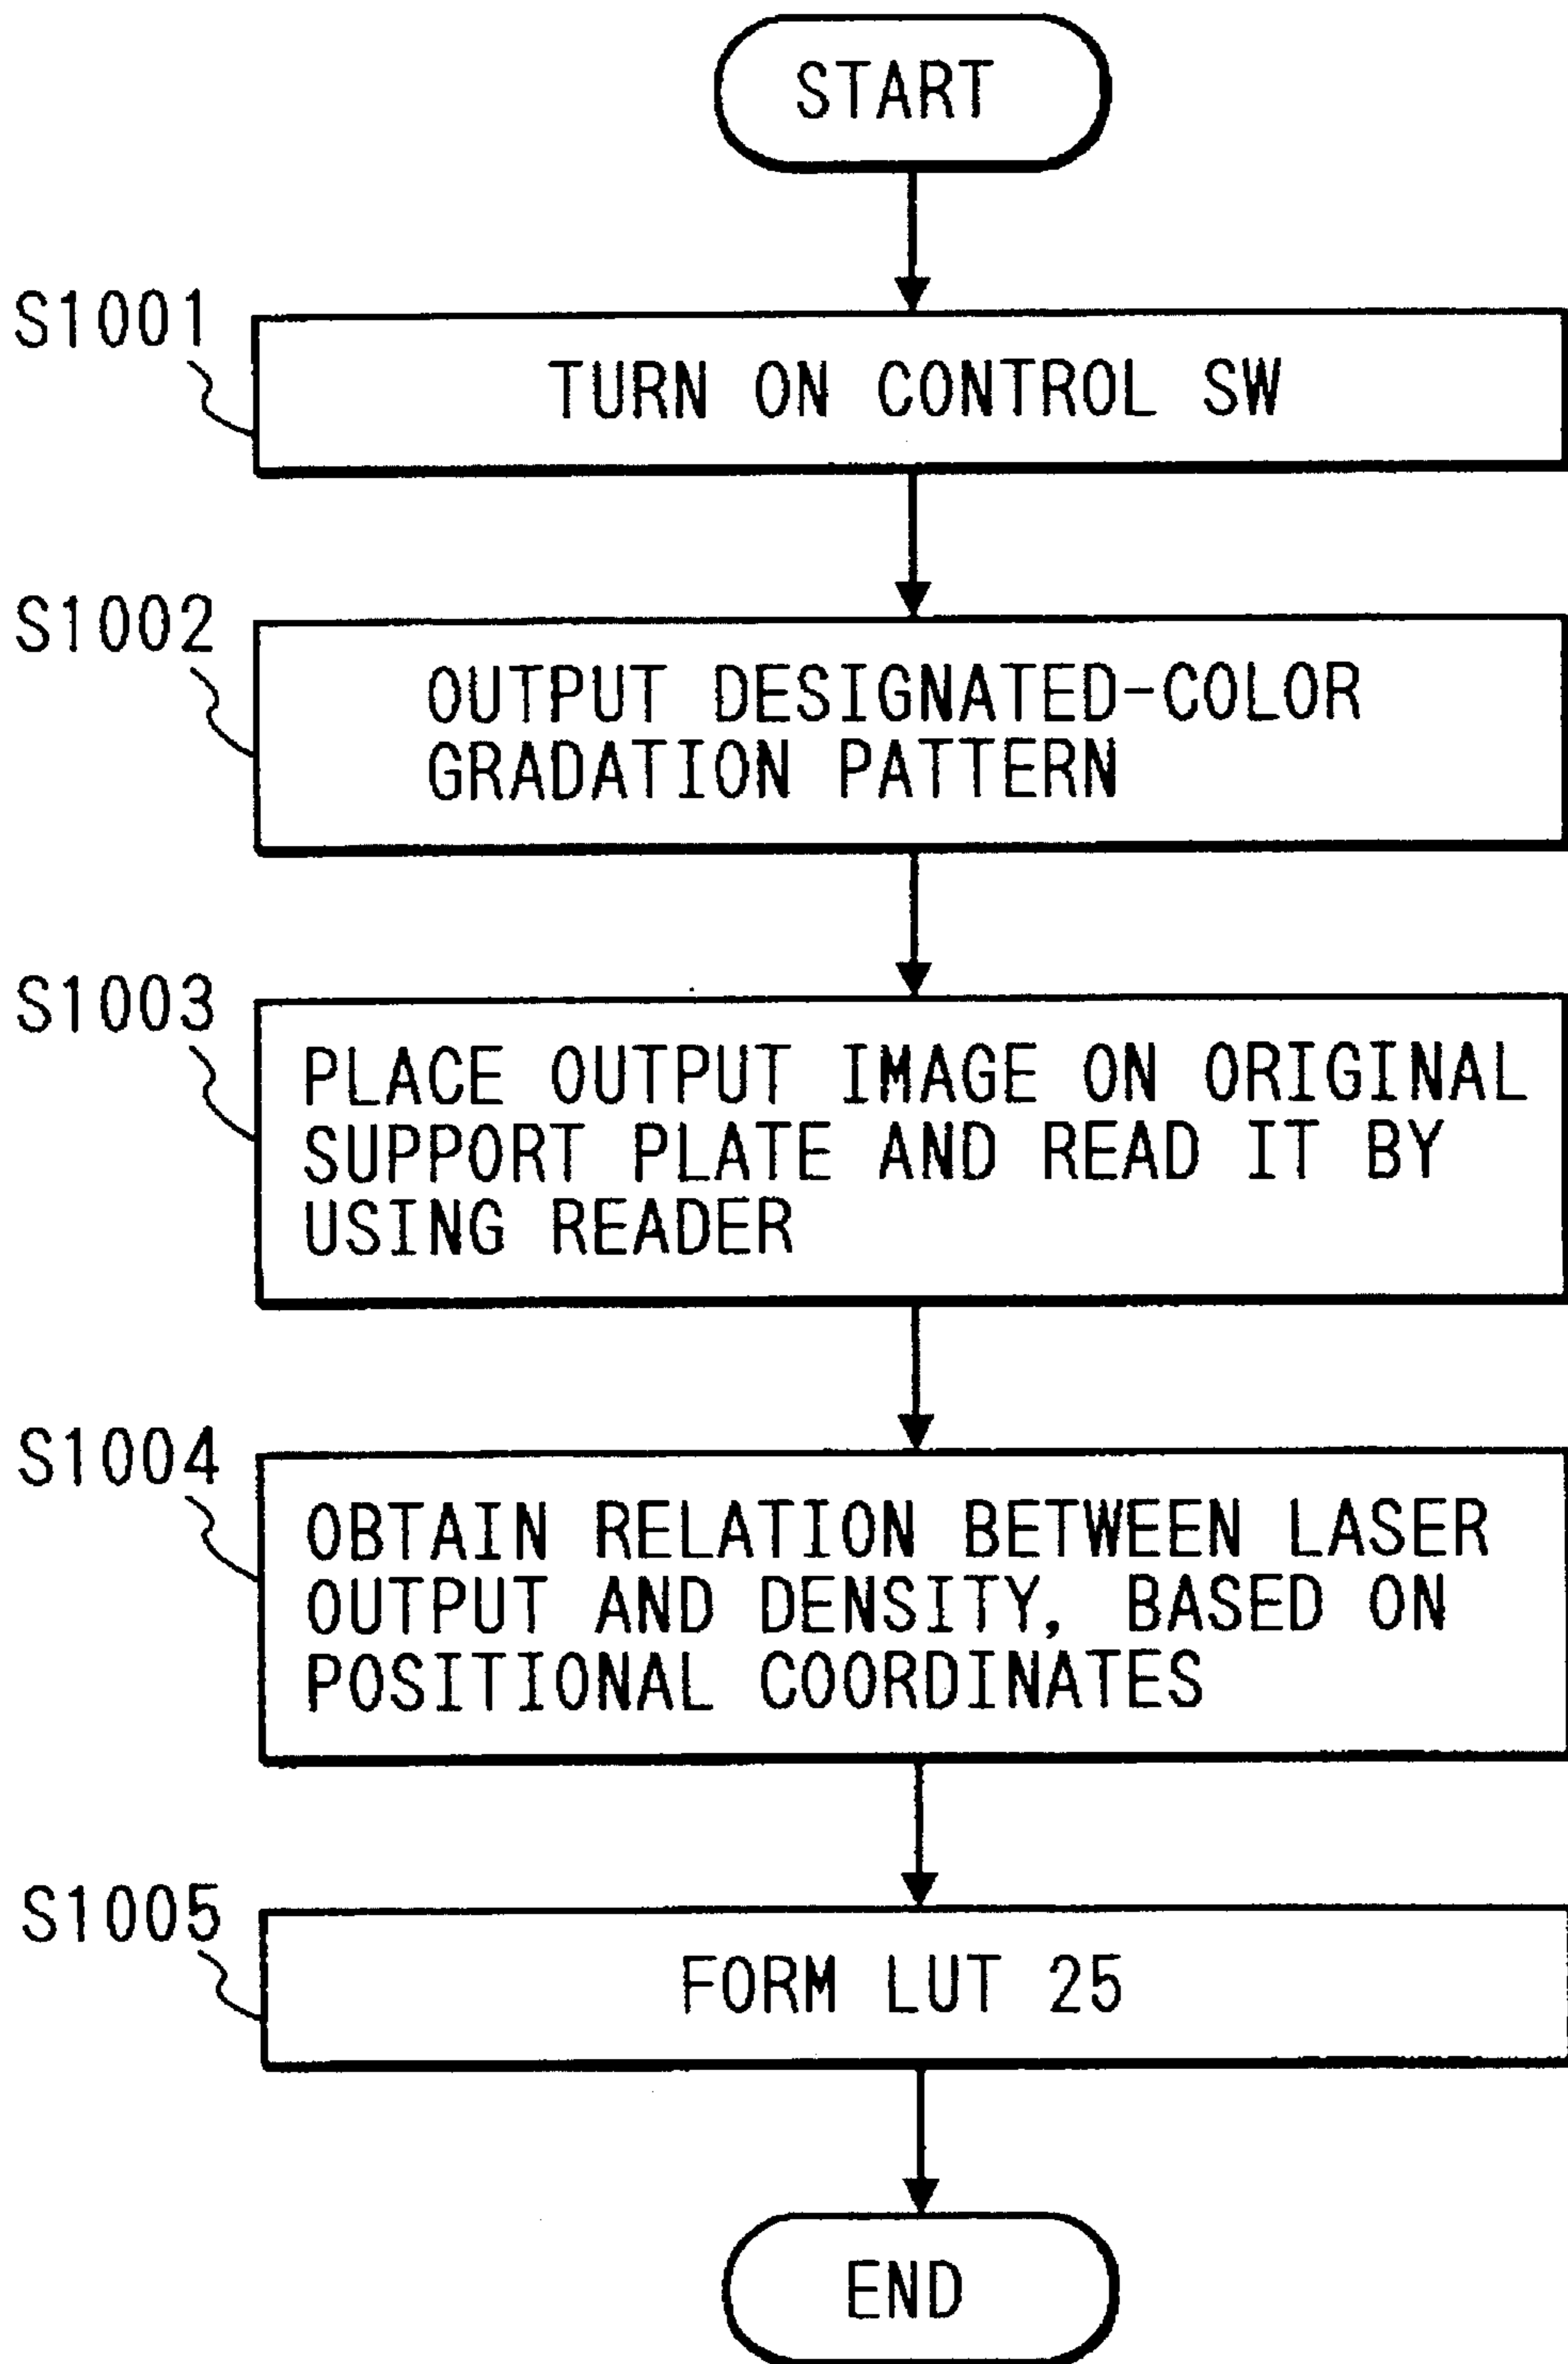 START
S1001
TURN ON CONTROL SW
S1002
OUTPUT DESIGNATED-COLOR
GRADATION PATTERN
S1003
PLACE OUTPUT IMAGE ON ORIGINAL
SUPPORT PLATE AND READ IT BY
USING READER
S1004
OBTAIN RELATION BETWEEN LASER
OUTPUT AND DENSITY, BASED ON
POSITIONAL COORDINATES
S1005
FORM LUT 25
END